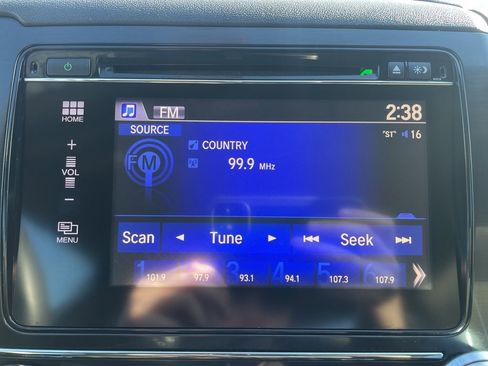 HOME
+
VOL
-
MENU
FM
2:38
SOURCE
"ST" 16
FM
COUNTRY
99.9 MHz
Scan Tune Seek
1 2 3 4 5 6
101.9 97.9 93.1 94.1 107.3 107.9